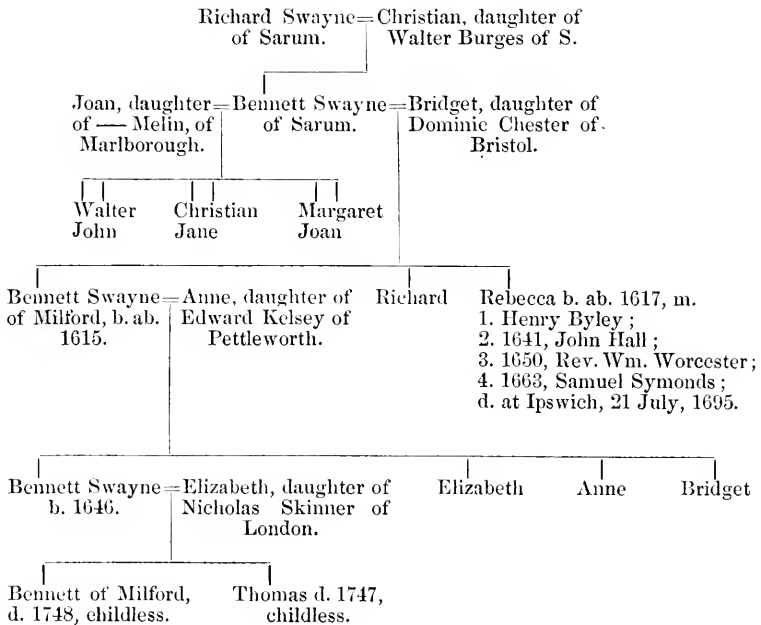 Richard Swayne=Christian, daughter of
of Sarum. Walter Burges of S.
Joan, daughter=Bennett Swayne=Bridget, daughter of
of — Melin, of of Sarum. Dominic Chester of
Marlborough. Bristol.
Walter Christian Margaret
John Jane Joan
Bennett Swayne=Anne, daughter of Richard Rebecca b. ab. 1617, m.
of Milford, b. ab. Edward Kelsey of 1. Henry Byley;
1615. Pettleworth. 2. 1641, John Hall;
3. 1650, Rev. Wm. Worcester;
4. 1663, Samuel Symonds;
d. at Ipswich, 21 July, 1695.
Bennett Swayne=Elizabeth, daughter of Elizabeth Anne Bridget
b. 1646. Nicholas Skinner of
London.
Bennett of Milford, Thomas d. 1747,
d. 1748, childless. childless.